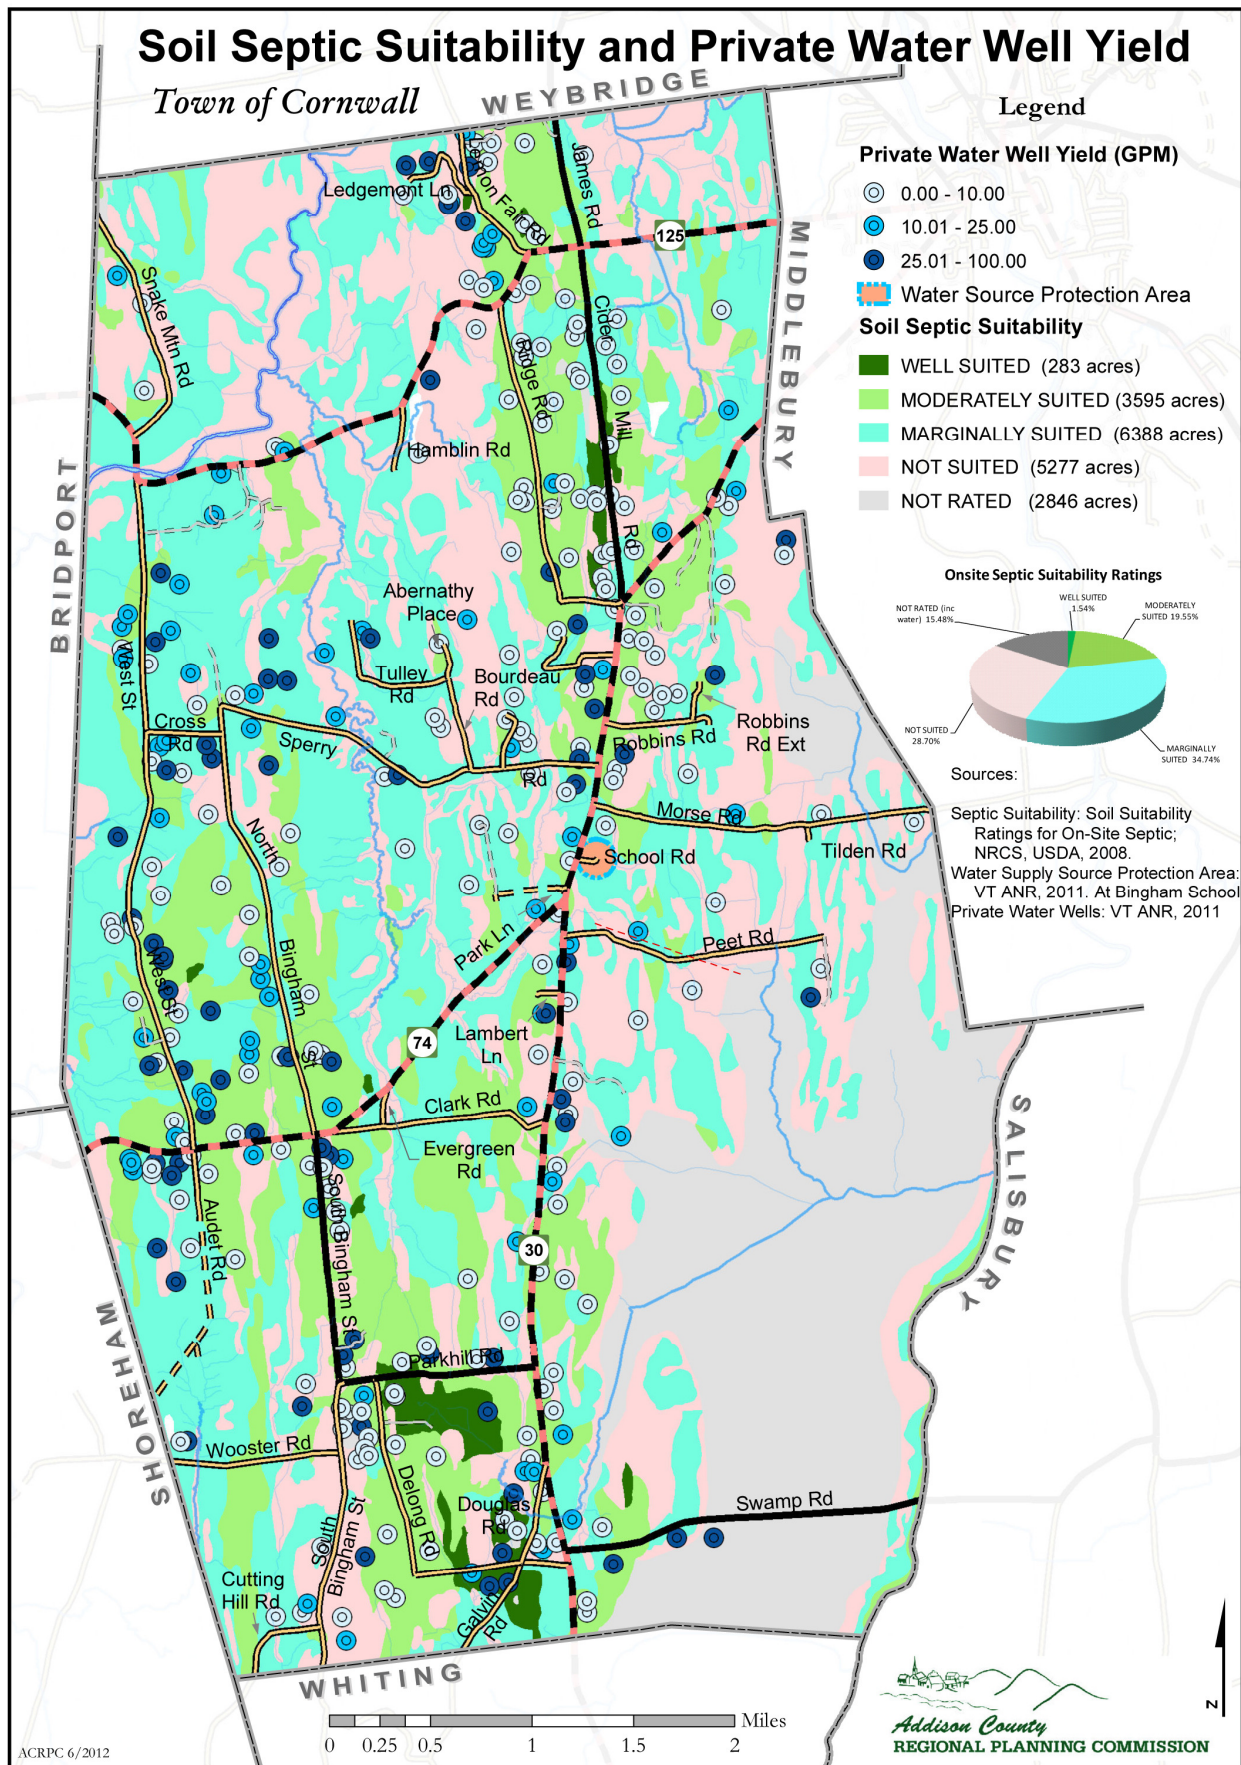 Soil Septic Suitability and Private Water Well Yield
Town of Cornwall
WEYBRIDGE
Legend
Private Water Well Yield (GPM)
0.00 - 10.00
10.01 - 25.00
25.01 - 100.00
Water Source Protection Area
Soil Septic Suitability
WELL SUITED (283 acres)
MODERATELY SUITED (3595 acres)
MARGINALLY SUITED (6388 acres)
NOT SUITED (5277 acres)
NOT RATED (2846 acres)
Onsite Septic Suitability Ratings
WELL SUITED
1.54%
MODERATELY
SUITED 19.55%
NOT RATED (inc
water) 15.48%
NOT SUITED
28.70%
MARGINALLY
SUITED 34.74%
Sources:
Septic Suitability: Soil Suitability
Ratings for On-Site Septic;
NRCS, USDA, 2008.
Water Supply Source Protection Area:
VT ANR, 2011. At Bingham School
Private Water Wells: VT ANR, 2011
Ledgemont Ln
Lemon Fair Rd
James Rd
125
MIDDLEBURY
Snake Mtn Rd
Cider
Mill
Rd
Ridge Rd
Hamblin Rd
BRIDPORT
Abernathy
Place
West St
Tulley
Rd
Bourdeau
Rd
Cross
Rd
Sperry
Rd
Robbins Rd
Robbins
Rd Ext
Morse Rd
Tilden Rd
School Rd
North
Bingham
St
West St
Park Ln
Peet Rd
74
Lambert
Ln
Clark Rd
Evergreen
Rd
SALISBURY
Audet Rd
South Bingham St
30
SHOREHAM
Parkhill Rd
Wooster Rd
Delong Rd
Douglas
Rd
Swamp Rd
South
Bingham St
Cutting
Hill Rd
Galvin
Rd
WHITING
Miles
0 0.25 0.5 1 1.5 2
N
Addison County
REGIONAL PLANNING COMMISSION
ACRPC 6/2012